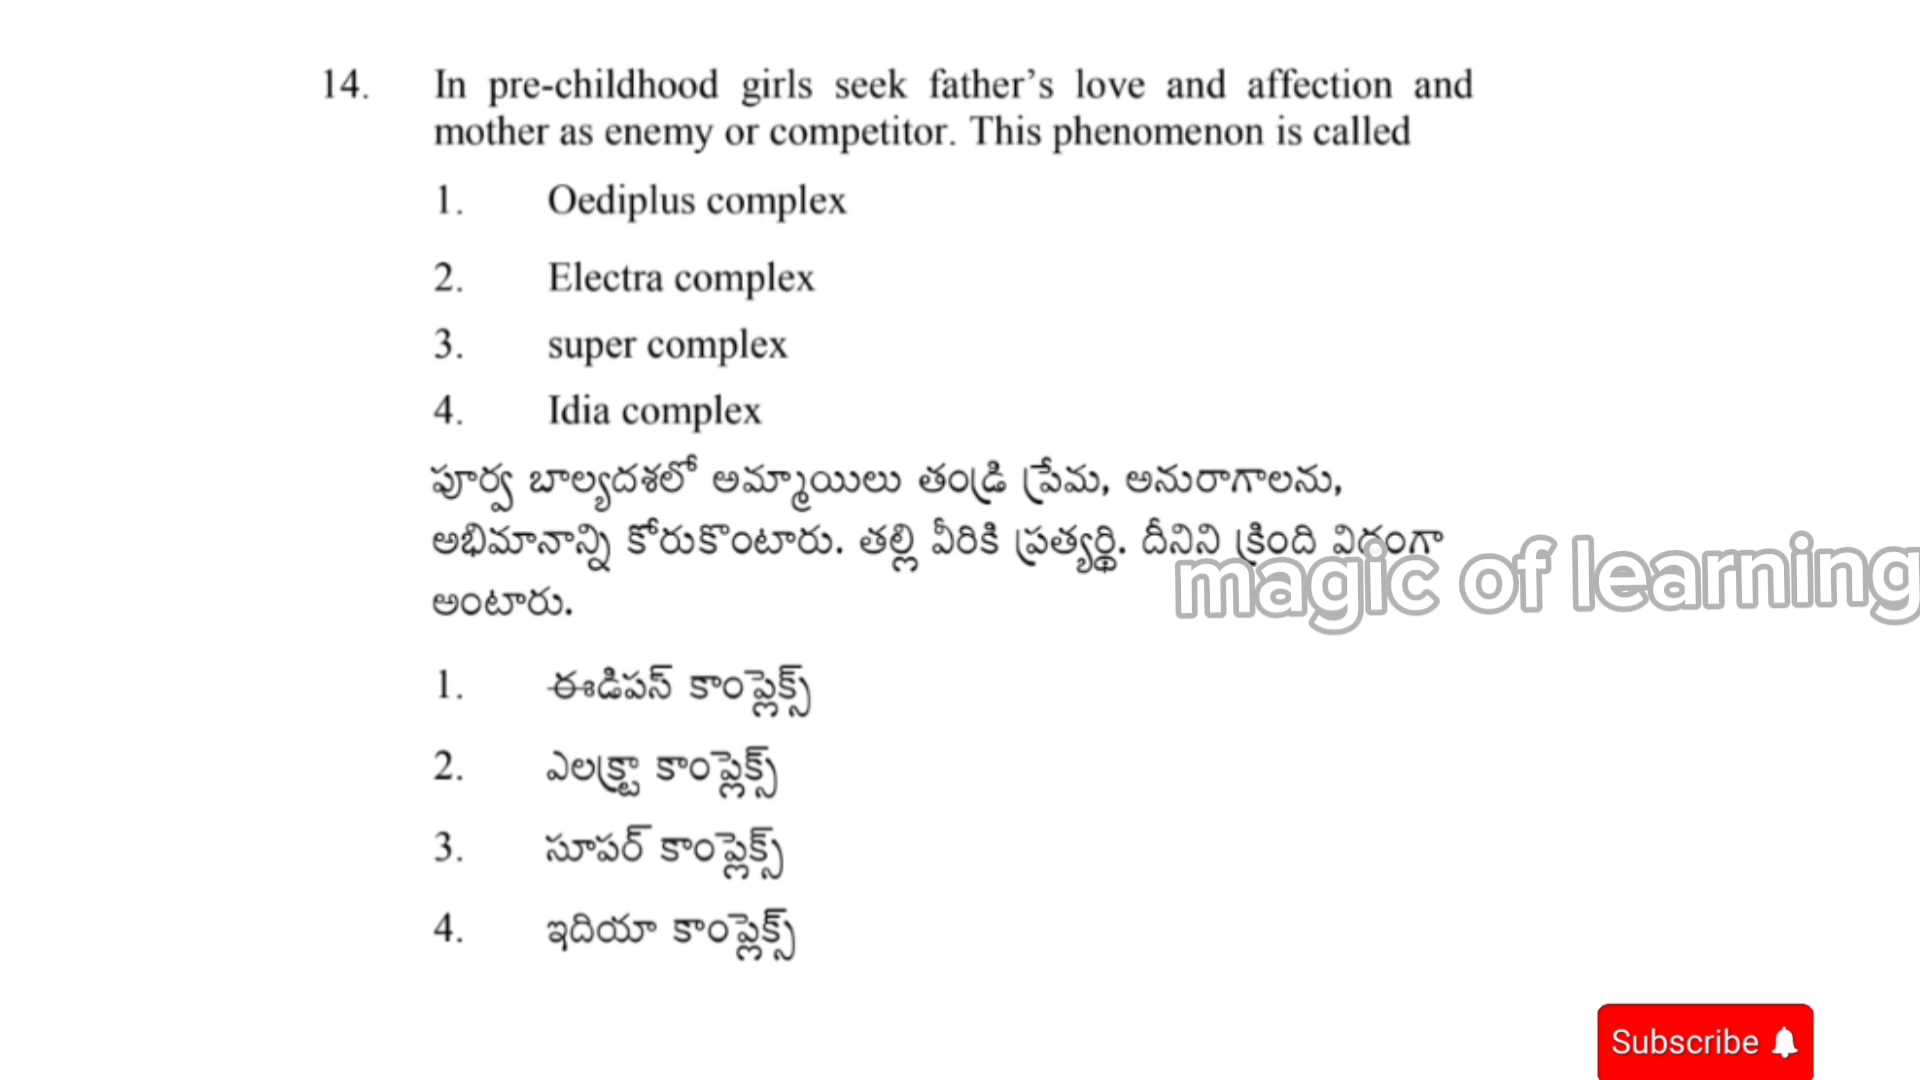 14. In pre-childhood girls seek father's love and affection and
mother as enemy or competitor. This phenomenon is called
1. Oediplus complex
2. Electra complex
3. super complex
4. Idia complex
పూర్వ బాల్యదశలో అమ్మాయిలు తండ్రి ప్రేమ, అనురాగాలను,
అభిమానాన్ని కోరుకొంటారు. తల్లి వీరికి ప్రత్యర్థి. దీనిని క్రింది విధంగా
అంటారు.
magic of learning
1. ఈడిపస్ కాంప్లెక్స్
2. ఎలక్ట్రా కాంప్లెక్స్
3. సూపర్ కాంప్లెక్స్
4. ఇదియా కాంప్లెక్స్
Subscribe